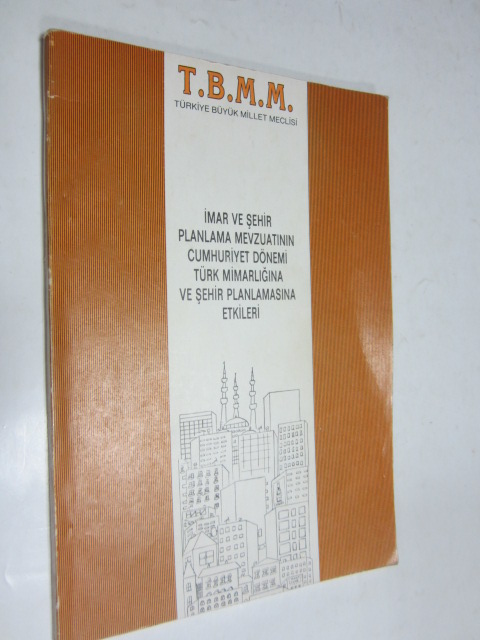 T.B.M.M.
TÜRKİYE BÜYÜK MİLLET MECLİSİ
İMAR VE ŞEHİR
PLANLAMA MEVZUATININ
CUMHURİYET DÖNEMİ
TÜRK MİMARLIĞINA
VE ŞEHİR PLANLAMASINA
ETKİLERİ